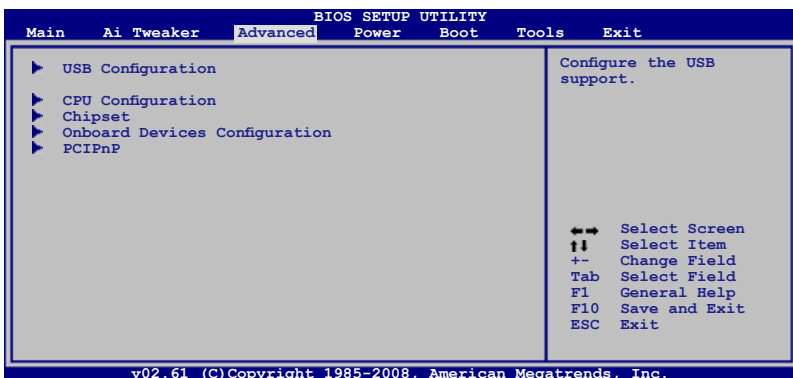 BIOS SETUP UTILITY
Main Ai Tweaker Advanced Power Boot Tools Exit
USB Configuration
CPU Configuration
Chipset
Onboard Devices Configuration
PCIPnP
Configure the USB
support.
←→ Select Screen
↑↓ Select Item
+- Change Field
Tab Select Field
F1 General Help
F10 Save and Exit
ESC Exit
v02.61 (C)Copyright 1985-2008, American Megatrends, Inc.